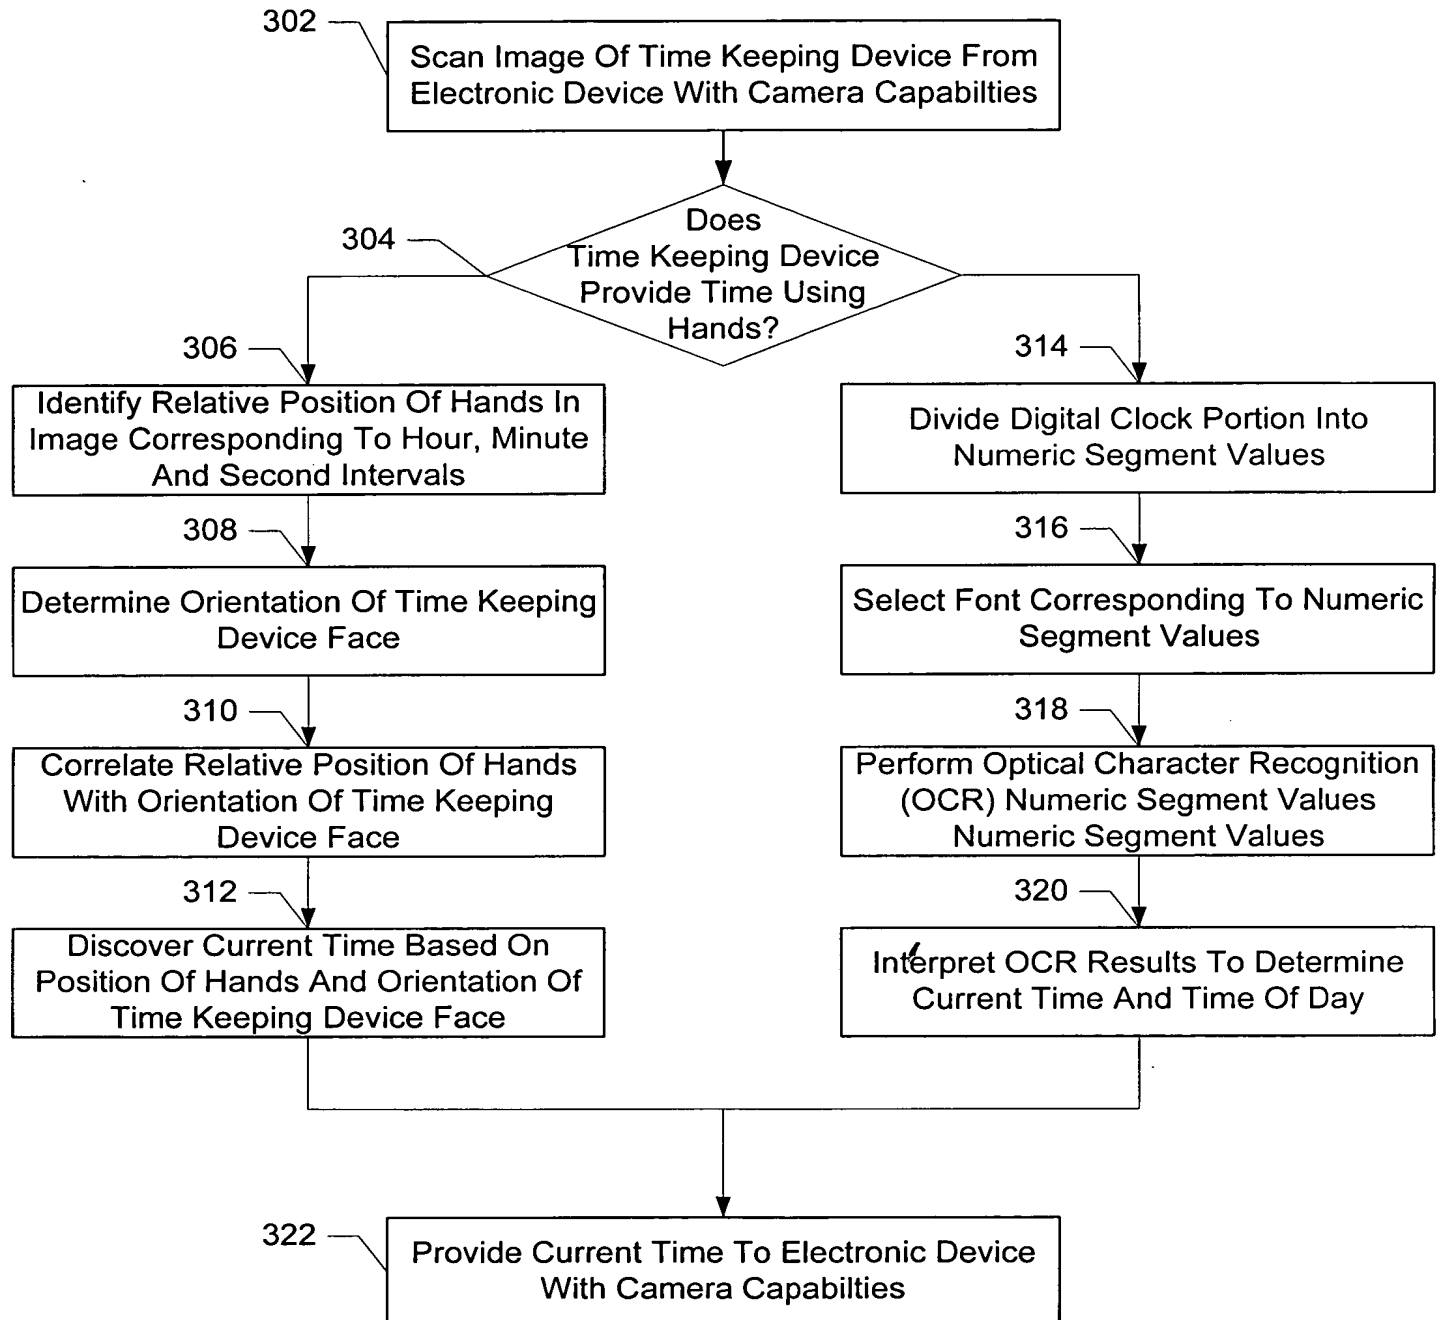 302
Scan Image Of Time Keeping Device From
Electronic Device With Camera Capabilties
304
Does
Time Keeping Device
Provide Time Using
Hands?
306
Identify Relative Position Of Hands In
Image Corresponding To Hour, Minute
And Second Intervals
308
Determine Orientation Of Time Keeping
Device Face
310
Correlate Relative Position Of Hands
With Orientation Of Time Keeping
Device Face
312
Discover Current Time Based On
Position Of Hands And Orientation Of
Time Keeping Device Face
314
Divide Digital Clock Portion Into
Numeric Segment Values
316
Select Font Corresponding To Numeric
Segment Values
318
Perform Optical Character Recognition
(OCR) Numeric Segment Values
Numeric Segment Values
320
Interpret OCR Results To Determine
Current Time And Time Of Day
322
Provide Current Time To Electronic Device
With Camera Capabilties